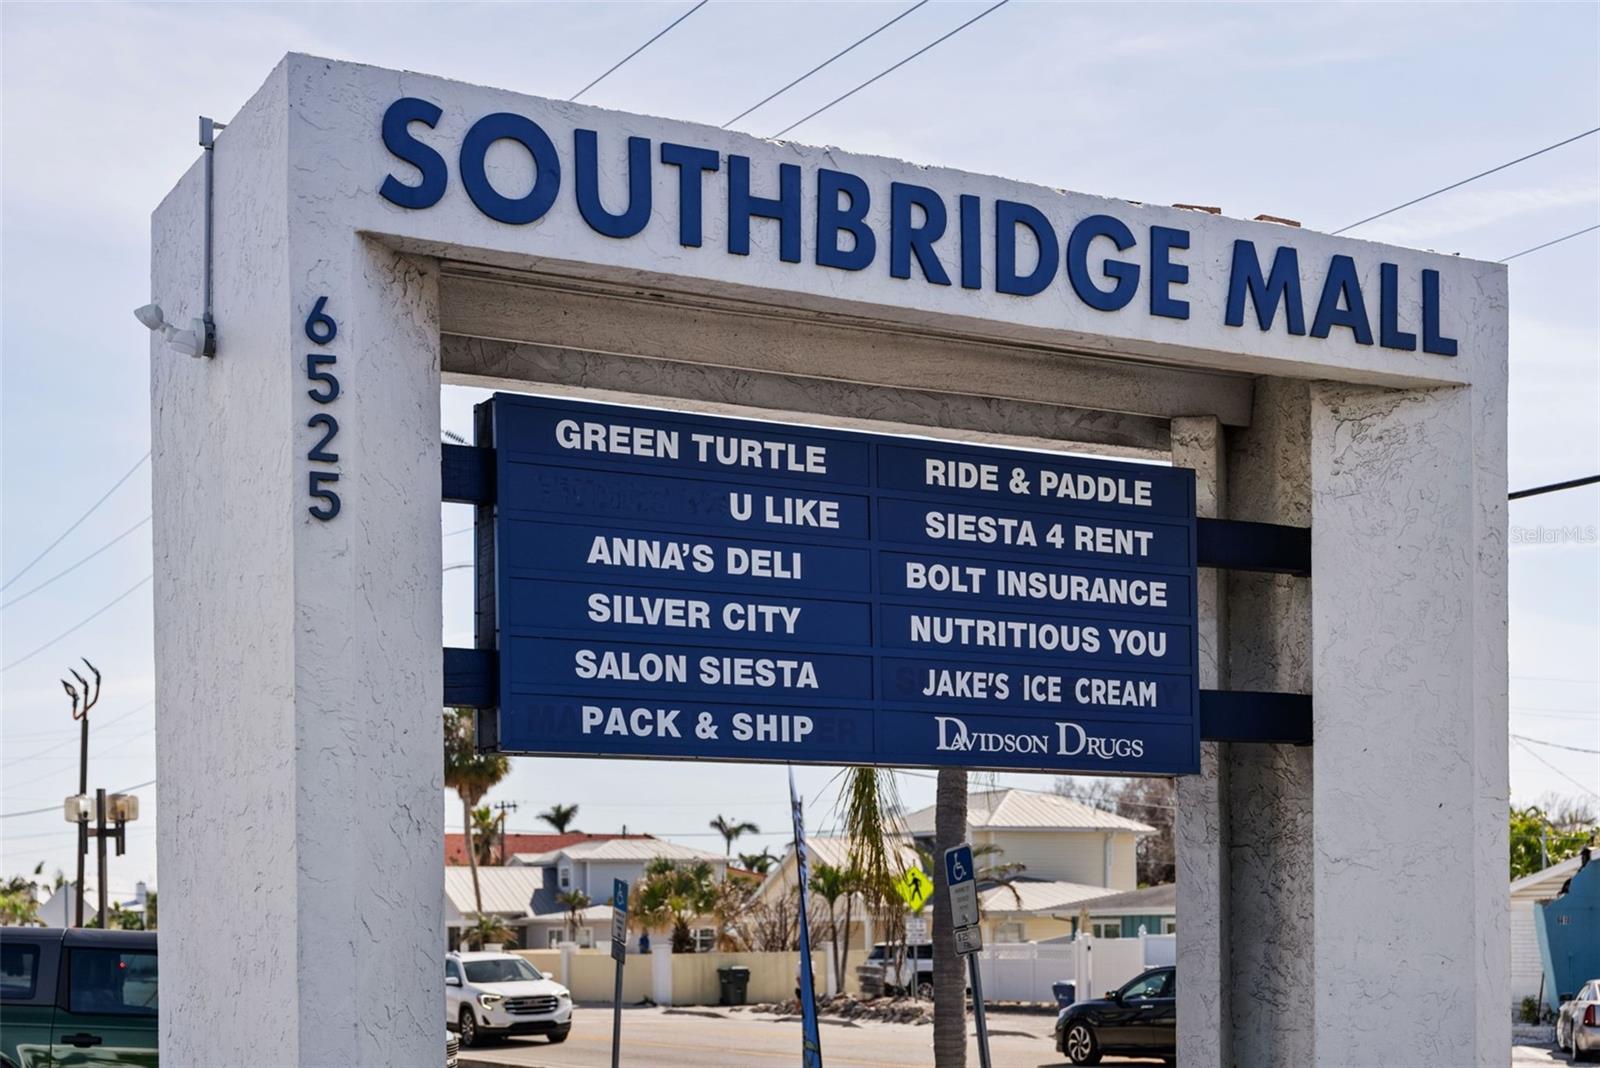 SOUTHBRIDGE MALL
6525
GREEN TURTLE
U LIKE
ANNA'S DELI
SILVER CITY
SALON SIESTA
PACK & SHIP
RIDE & PADDLE
SIESTA 4 RENT
BOLT INSURANCE
NUTRITIOUS YOU
JAKE'S ICE CREAM
DAVIDSON DRUGS
StellarMLS